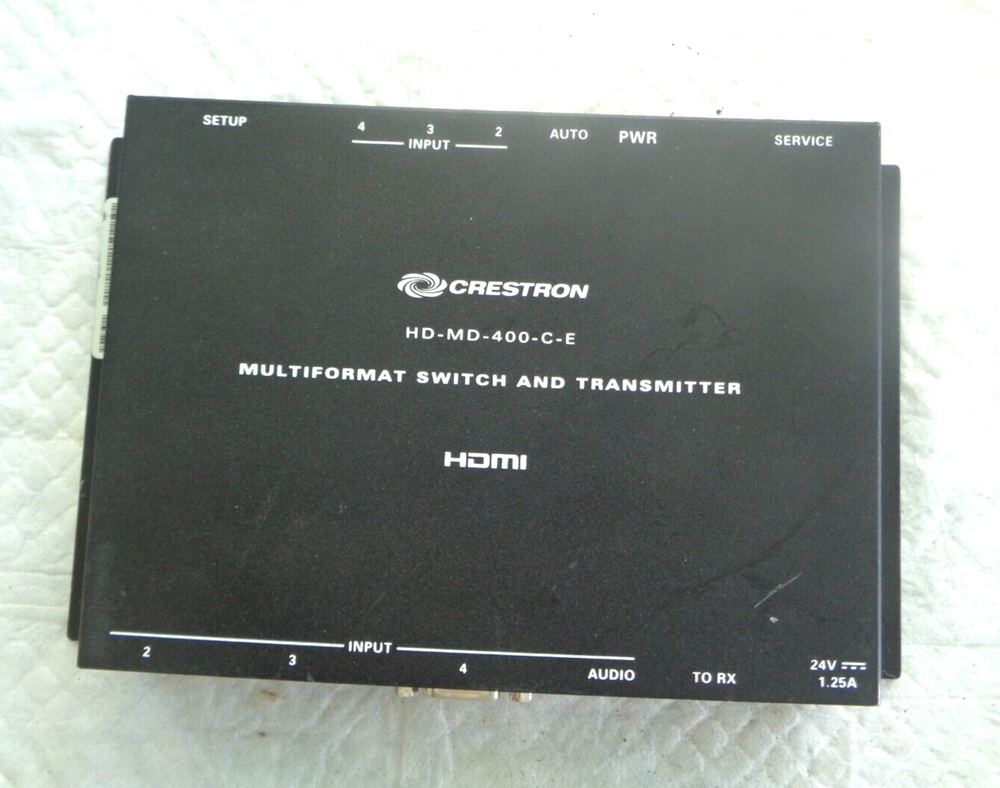 SETUP
4 3 2 AUTO PWR SERVICE
INPUT
CRESTRON
HD-MD-400-C-E
MULTIFORMAT SWITCH AND TRANSMITTER
HDMI
INPUT
2 3 4 AUDIO TO RX 24V
1.25A